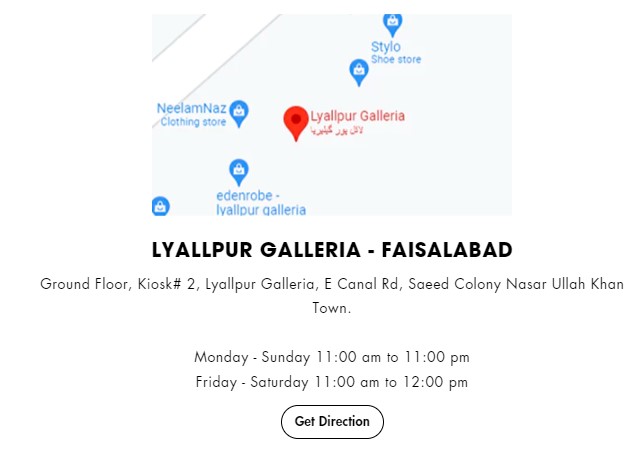 Stylo
Shoe store
NeelamNaz
Clothing store
Lyallpur Galleria
لائل پور گیلیریا
edenrobe -
lyallpur galleria
LYALLPUR GALLERIA - FAISALABAD
Ground Floor, Kiosk# 2, Lyallpur Galleria, E Canal Rd, Saeed Colony Nasar Ullah Khan
Town.
Monday - Sunday 11:00 am to 11:00 pm
Friday - Saturday 11:00 am to 12:00 pm
Get Direction